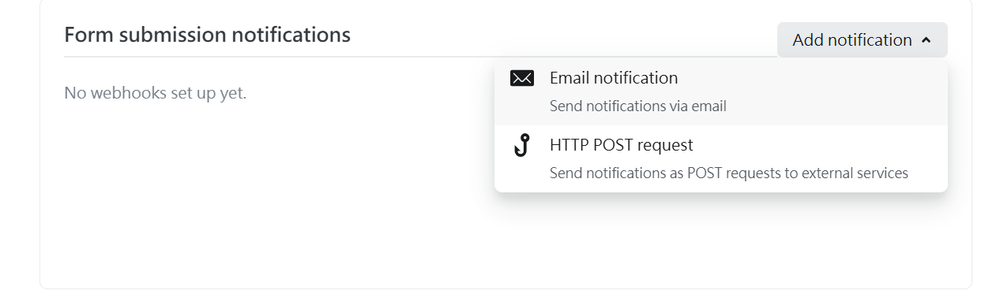 Form submission notifications
Add notification
No webhooks set up yet.
Email notification
Send notifications via email
HTTP POST request
Send notifications as POST requests to external services